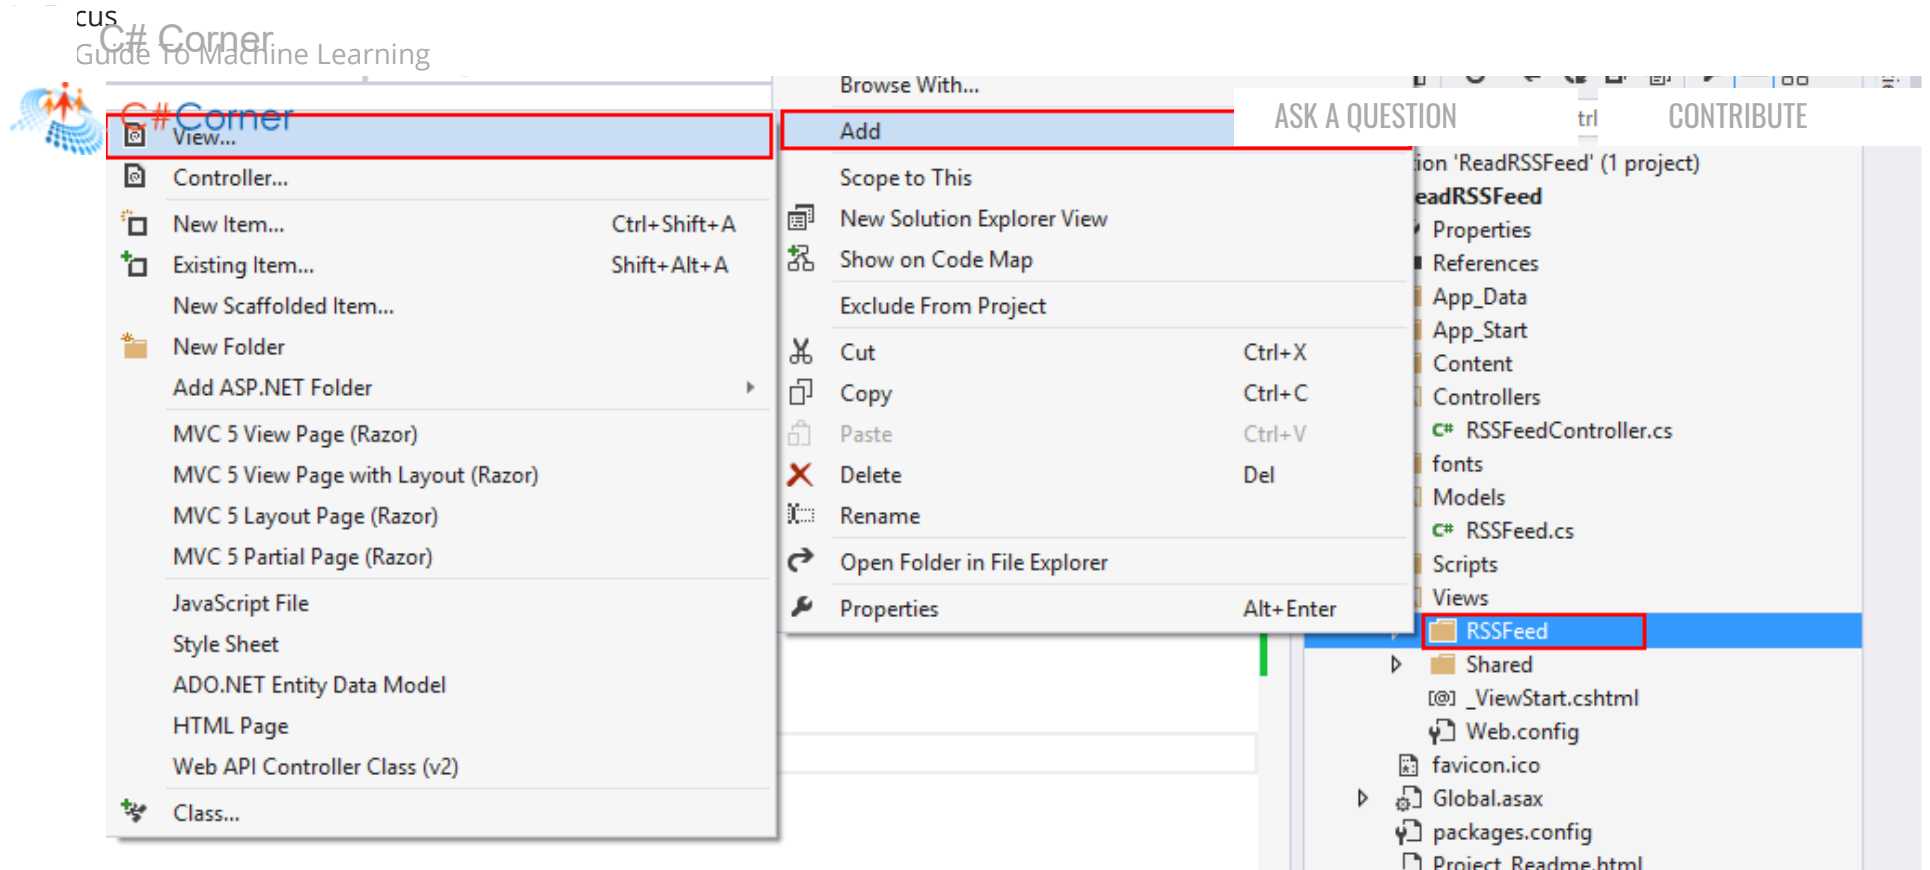 cus
C# Corner
Guide To Machine Learning
C# Corner
ASK A QUESTION
CONTRIBUTE
View...
Controller...
New Item... Ctrl+Shift+A
Existing Item... Shift+Alt+A
New Scaffolded Item...
New Folder
Add ASP.NET Folder
MVC 5 View Page (Razor)
MVC 5 View Page with Layout (Razor)
MVC 5 Layout Page (Razor)
MVC 5 Partial Page (Razor)
JavaScript File
Style Sheet
ADO.NET Entity Data Model
HTML Page
Web API Controller Class (v2)
Class...
Browse With...
Add
Scope to This
New Solution Explorer View
Show on Code Map
Exclude From Project
Cut Ctrl+X
Copy Ctrl+C
Paste Ctrl+V
Delete Del
Rename
Open Folder in File Explorer
Properties Alt+Enter
trl
ion 'ReadRSSFeed' (1 project)
eadRSSFeed
Properties
References
App_Data
App_Start
Content
Controllers
C# RSSFeedController.cs
fonts
Models
C# RSSFeed.cs
Scripts
Views
RSSFeed
Shared
[@] _ViewStart.cshtml
Web.config
favicon.ico
Global.asax
packages.config
Project_Readme.html